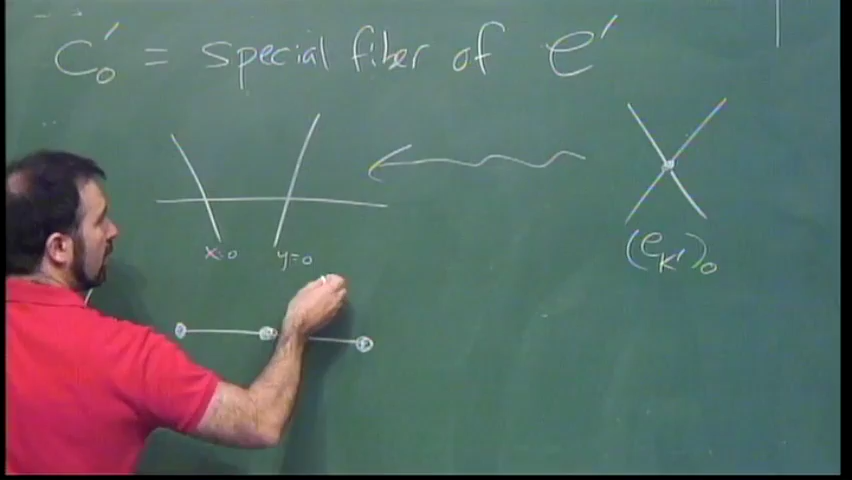 C'₀ = special fiber of 𝒞'
x=0 y=0
(𝒞_K')₀